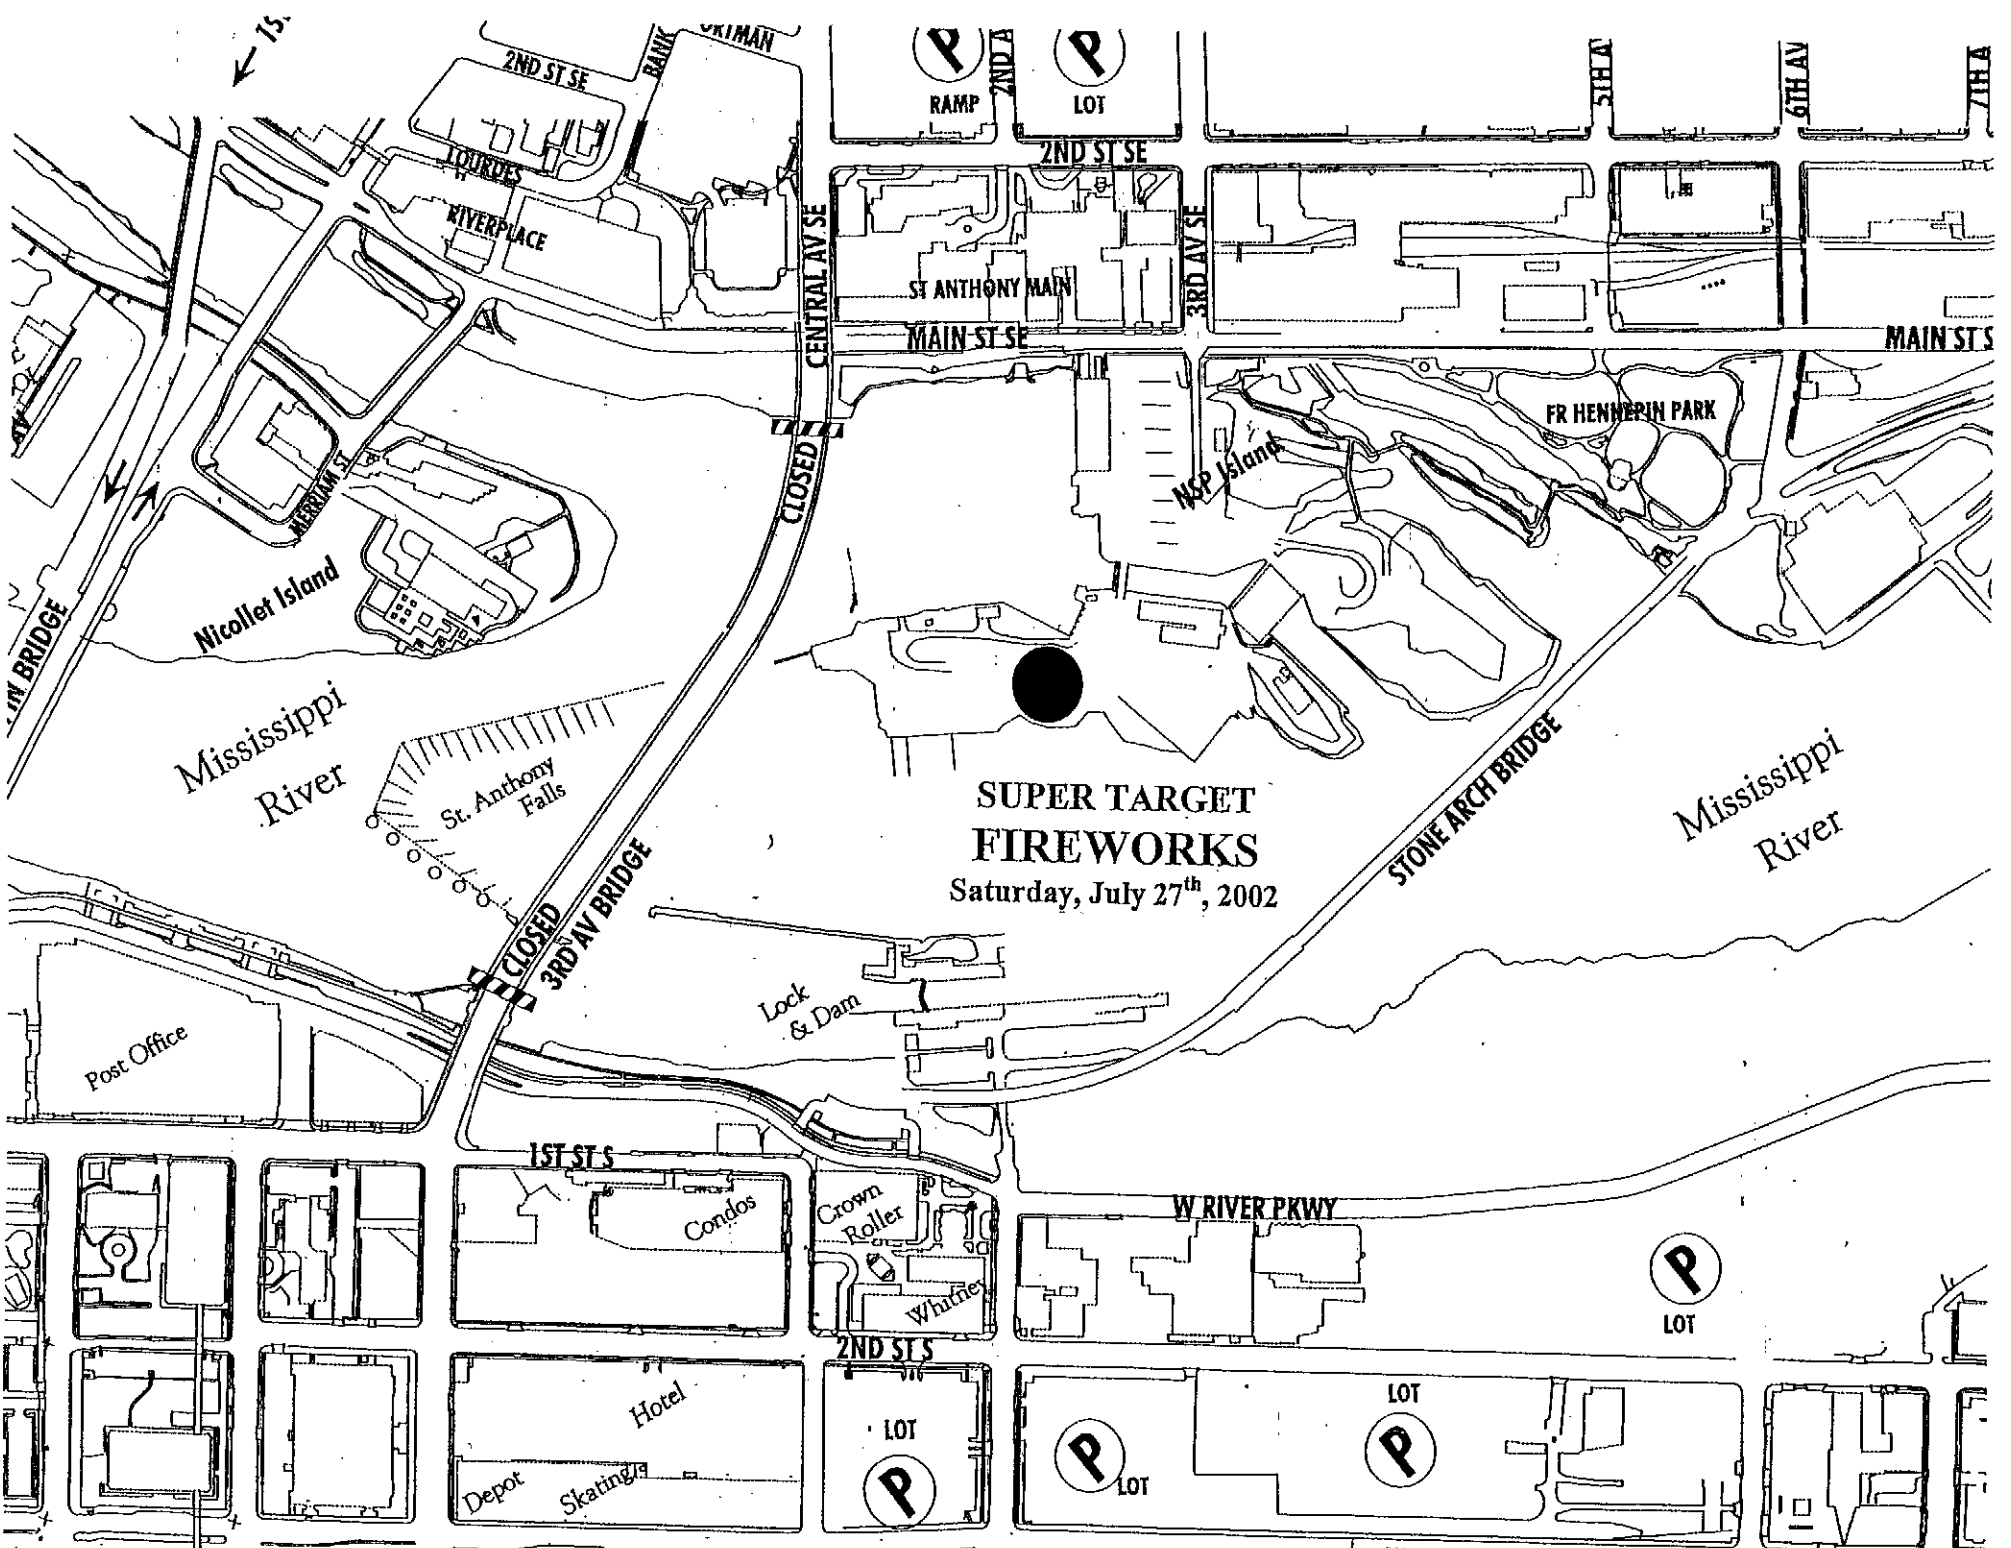 2ND ST SE
BANK
P
RAMP
2ND A
P
LOT
5TH AV
6TH AV
7TH A
LOURDES
2ND ST SE
RIVERPLACE
CENTRAL AV SE
3RD AV SE
ST ANTHONY MAIN
MAIN ST SE
MAIN ST S
FR HENNEPIN PARK
CLOSED
NSP Island
MERRIAM ST
Nicollet Island
IN BRIDGE
Mississippi
River
St. Anthony
Falls
SUPER TARGET
FIREWORKS
Saturday, July 27th, 2002
STONE ARCH BRIDGE
Mississippi
River
CLOSED
3RD AV BRIDGE
Lock
& Dam
Post Office
1ST ST S
Condos
Crown
Roller
W RIVER PKWY
Whitney
P
LOT
2ND ST S
Hotel
LOT
P
P
LOT
LOT
P
Depot
Skating